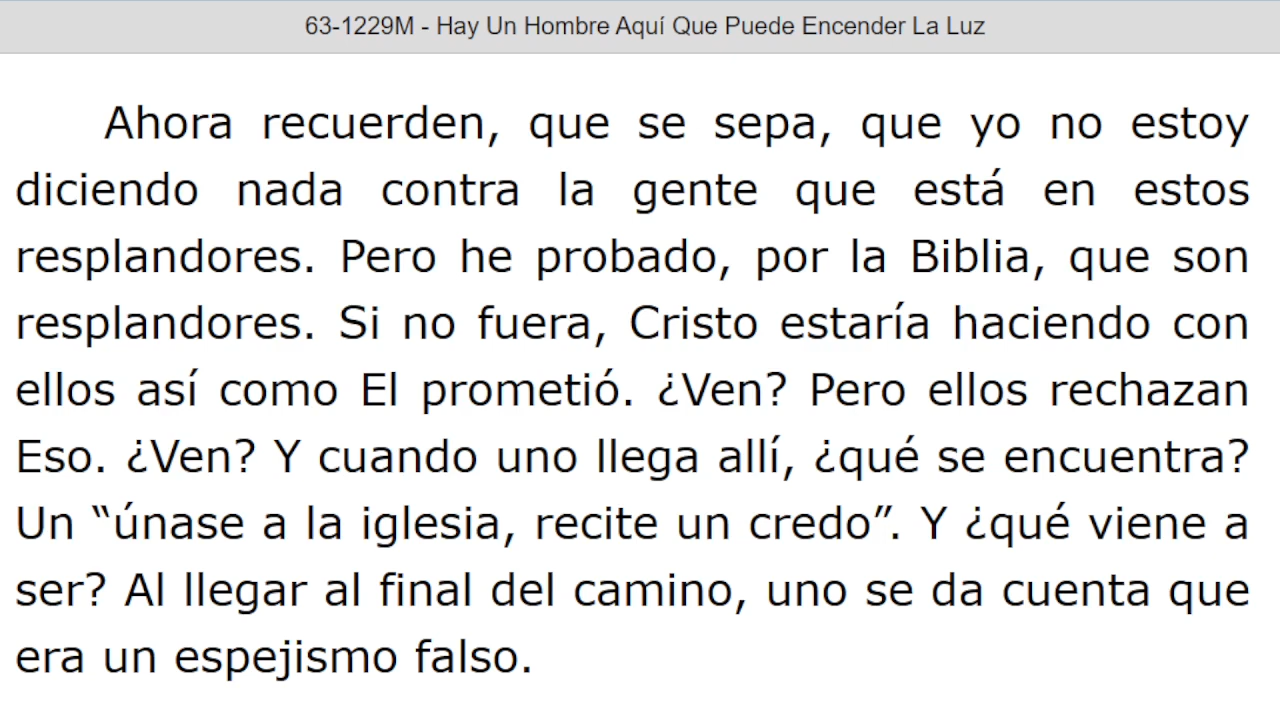 63-1229M - Hay Un Hombre Aquí Que Puede Encender La Luz
Ahora recuerden, que se sepa, que yo no estoy
diciendo nada contra la gente que está en estos
resplandores. Pero he probado, por la Biblia, que son
resplandores. Si no fuera, Cristo estaría haciendo con
ellos así como El prometió. ¿Ven? Pero ellos rechazan
Eso. ¿Ven? Y cuando uno llega allí, ¿qué se encuentra?
Un “únase a la iglesia, recite un credo”. Y ¿qué viene a
ser? Al llegar al final del camino, uno se da cuenta que
era un espejismo falso.